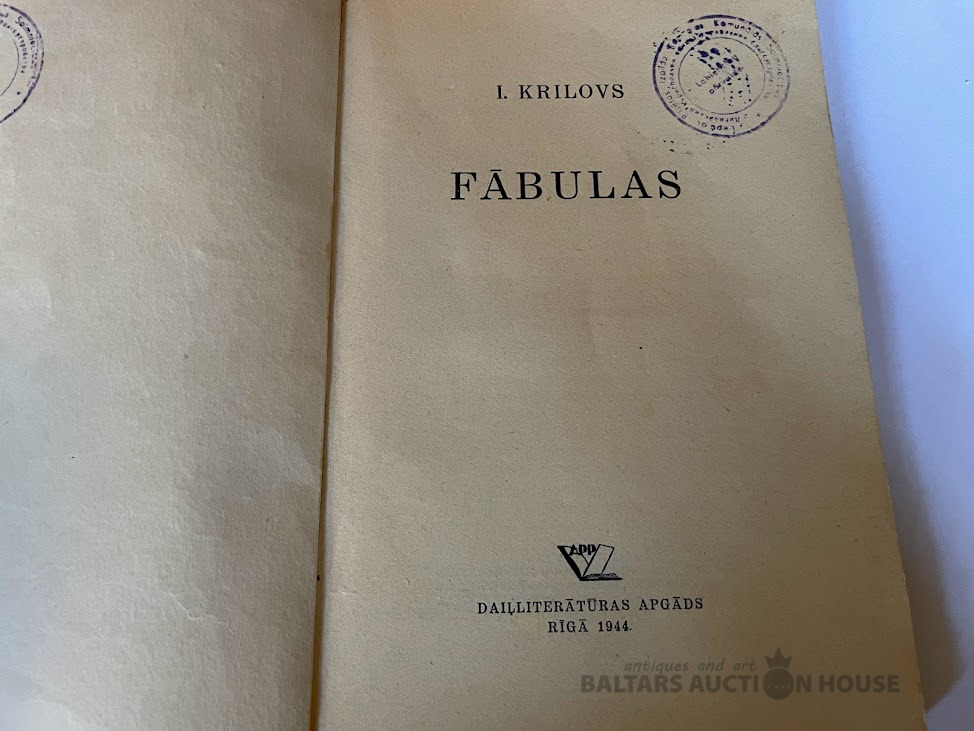 I. KRILOVS
FĀBULAS
APP
DAIĻLITERĀTŪRAS APGĀDS
RĪGĀ 1944.
antiques and art
BALTARS AUCTION HOUSE